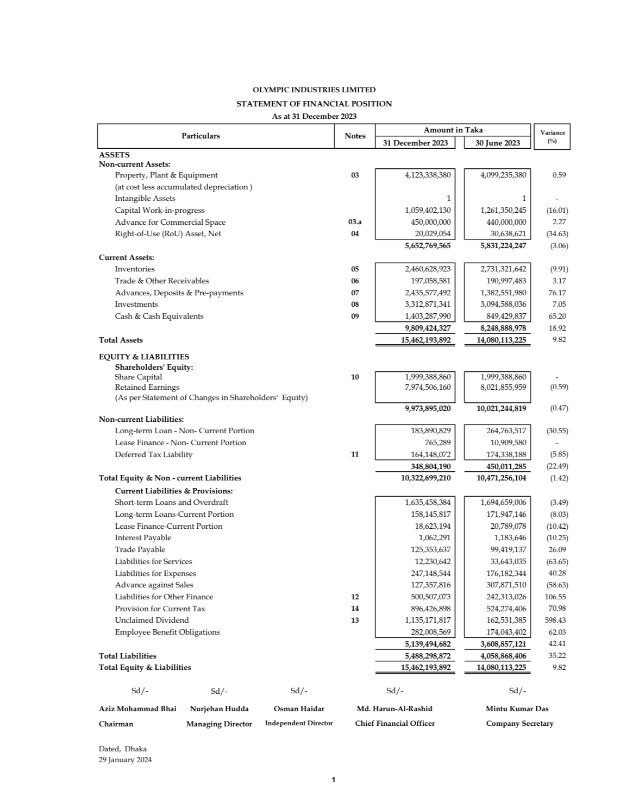 OLYMPIC INDUSTRIES LIMITED
STATEMENT OF FINANCIAL POSITION
As at 31 December 2023
Particulars Notes Amount in Taka Variance (%)
31 December 2023 30 June 2023
ASSETS
Non-current Assets:
Property, Plant & Equipment 03 4,123,338,380 4,099,235,380 0.59
(at cost less accumulated depreciation )
Intangible Assets 1 1 -
Capital Work-in-progress 1,059,402,130 1,261,350,245 (16.01)
Advance for Commercial Space 03.a 450,000,000 440,000,000 2.27
Right-of-Use (RoU) Asset, Net 04 20,029,054 30,638,621 (34.63)
5,652,769,565 5,831,224,247 (3.06)
Current Assets:
Inventories 05 2,460,628,923 2,731,321,642 (9.91)
Trade & Other Receivables 06 197,058,581 190,997,483 3.17
Advances, Deposits & Pre-payments 07 2,435,577,492 1,382,551,980 76.17
Investments 08 3,312,871,341 3,094,588,036 7.05
Cash & Cash Equivalents 09 1,403,287,990 849,429,837 65.20
9,809,424,327 8,248,888,978 18.92
Total Assets 15,462,193,892 14,080,113,225 9.82
EQUITY & LIABILITIES
Shareholders' Equity:
Share Capital 10 1,999,388,860 1,999,388,860 -
Retained Earnings 7,974,506,160 8,021,855,959 (0.59)
(As per Statement of Changes in Shareholders' Equity)
9,973,895,020 10,021,244,819 (0.47)
Non-current Liabilities:
Long-term Loan - Non- Current Portion 183,890,829 264,763,517 (30.55)
Lease Finance - Non- Current Portion 765,289 10,909,580 -
Deferred Tax Liability 11 164,148,072 174,338,188 (5.85)
348,804,190 450,011,285 (22.49)
Total Equity & Non - current Liabilities 10,322,699,210 10,471,256,104 (1.42)
Current Liabilities & Provisions:
Short-term Loans and Overdraft 1,635,458,384 1,694,659,006 (3.49)
Long-term Loans-Current Portion 158,145,817 171,947,146 (8.03)
Lease Finance-Current Portion 18,623,194 20,789,078 (10.42)
Interest Payable 1,062,291 1,183,646 (10.25)
Trade Payable 125,353,637 99,419,137 26.09
Liabilities for Services 12,230,642 33,643,035 (63.65)
Liabilities for Expenses 247,148,544 176,182,344 40.28
Advance against Sales 127,357,816 307,871,510 (58.63)
Liabilities for Other Finance 12 500,507,073 242,313,026 106.55
Provision for Current Tax 14 896,426,898 524,274,406 70.98
Unclaimed Dividend 13 1,135,171,817 162,531,385 598.43
Employee Benefit Obligations 282,008,569 174,043,402 62.03
5,139,494,682 3,608,857,121 42.41
Total Liabilities 5,488,298,872 4,058,868,406 35.22
Total Equity & Liabilities 15,462,193,892 14,080,113,225 9.82
Sd/- Sd/- Sd/- Sd/- Sd/-
Aziz Mohammad Bhai Nurjehan Hudda Osman Haidar Md. Harun-Al-Rashid Mintu Kumar Das
Chairman Managing Director Independent Director Chief Financial Officer Company Secretary
Dated, Dhaka
29 January 2024
1